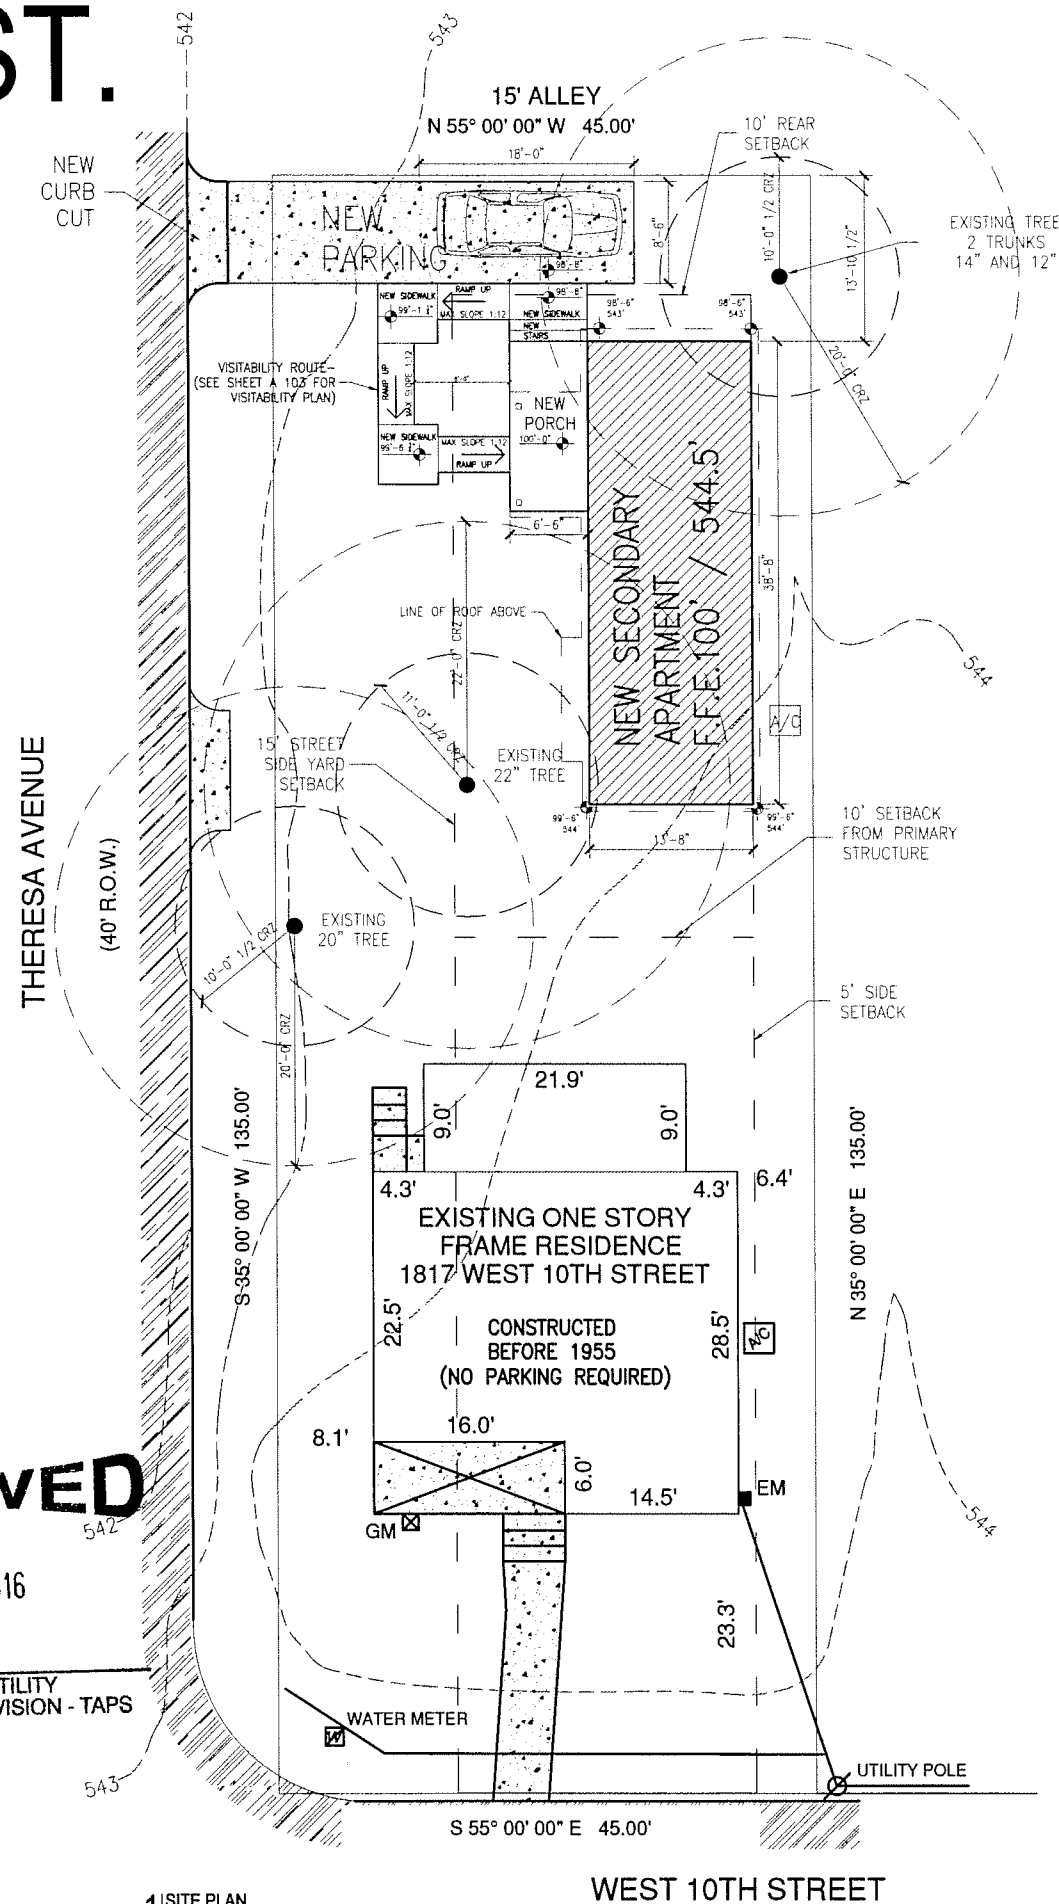 ST.
542
543
15' ALLEY
N 55° 00' 00" W 45.00'
18'-0"
10' REAR
SETBACK
NEW
CURB
CUT
NEW
PARKING
8'-6"
10'-0" 1/2 CRZ
13'-10 1/2"
EXISTING TREE
2 TRUNKS
14" AND 12"
20'-0" CRZ
98'-8"
98'-8"
NEW SIDEWALK
99'-1
RAMP UP
MAX SLOPE 1:12
NEW SIDEWALK
NEW
STAIRS
98'-6"
543'
98'-6"
543'
VISITABILITY ROUTE-
(SEE SHEET A 103 FOR
VISITABILITY PLAN)
RAMP UP
MAX SLOPE 1:12
NEW
PORCH
100'-0"
NEW SIDEWALK
99'-6
MAX SLOPE 1:12
RAMP UP
6'-6"
NEW SECONDARY
APARTMENT
F.F.E.100' / 544.5'
38'-8"
LINE OF ROOF ABOVE
22'-0" CRZ
544
A/C
11'-0" 1/2 CRZ
15' STREET
SIDE YARD
SETBACK
EXISTING
22" TREE
99'-6"
544'
99'-6"
544'
13'-8"
10' SETBACK
FROM PRIMARY
STRUCTURE
THERESA AVENUE
(40' R.O.W.)
EXISTING
20" TREE
10'-0" 1/2 CRZ
20'-0" CRZ
5' SIDE
SETBACK
21.9'
9.0'
9.0'
S 35° 00' 00" W 135.00'
N 35° 00' 00" E 135.00'
4.3'
4.3'
6.4'
EXISTING ONE STORY
FRAME RESIDENCE
1817 WEST 10TH STREET
22.5'
28.5'
CONSTRUCTED
BEFORE 1955
(NO PARKING REQUIRED)
A/C
8.1'
16.0'
6.0'
14.5'
EM
GM
VED
542
544
16
23.3'
TILITY
VISION - TAPS
WATER METER
W
543
UTILITY POLE
S 55° 00' 00" E 45.00'
WEST 10TH STREET
1 SITE PLAN